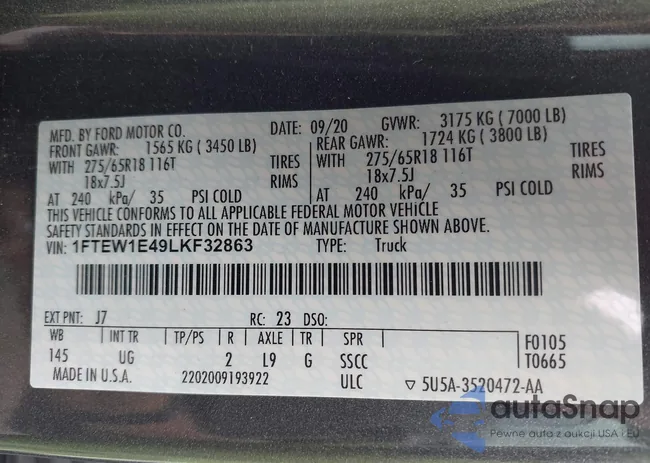 MFD. BY FORD MOTOR CO. DATE: 09/20 GVWR: 3175 KG ( 7000 LB)
FRONT GAWR: 1565 KG ( 3450 LB) REAR GAWR: 1724 KG ( 3800 LB)
WITH 275/65R18 116T TIRES WITH 275/65R18 116T TIRES
18x7.5J RIMS 18x7.5J RIMS
AT 240 kPa/ 35 PSI COLD AT 240 kPa/ 35 PSI COLD
THIS VEHICLE CONFORMS TO ALL APPLICABLE FEDERAL MOTOR VEHICLE
SAFETY STANDARDS IN EFFECT ON THE DATE OF MANUFACTURE SHOWN ABOVE.
VIN: 1FTEW1E49LKF32863 TYPE: Truck
EXT PNT: J7 RC: 23 DSO:
WB INT TR TP/PS R AXLE TR SPR F0105
145 UG 2 L9 G SSCC T0665
MADE IN U.S.A. 2202009193922 ULC ▽ 5U5A-3520472-AA
autaSnap
Pewne auta z aukcji USA i EU